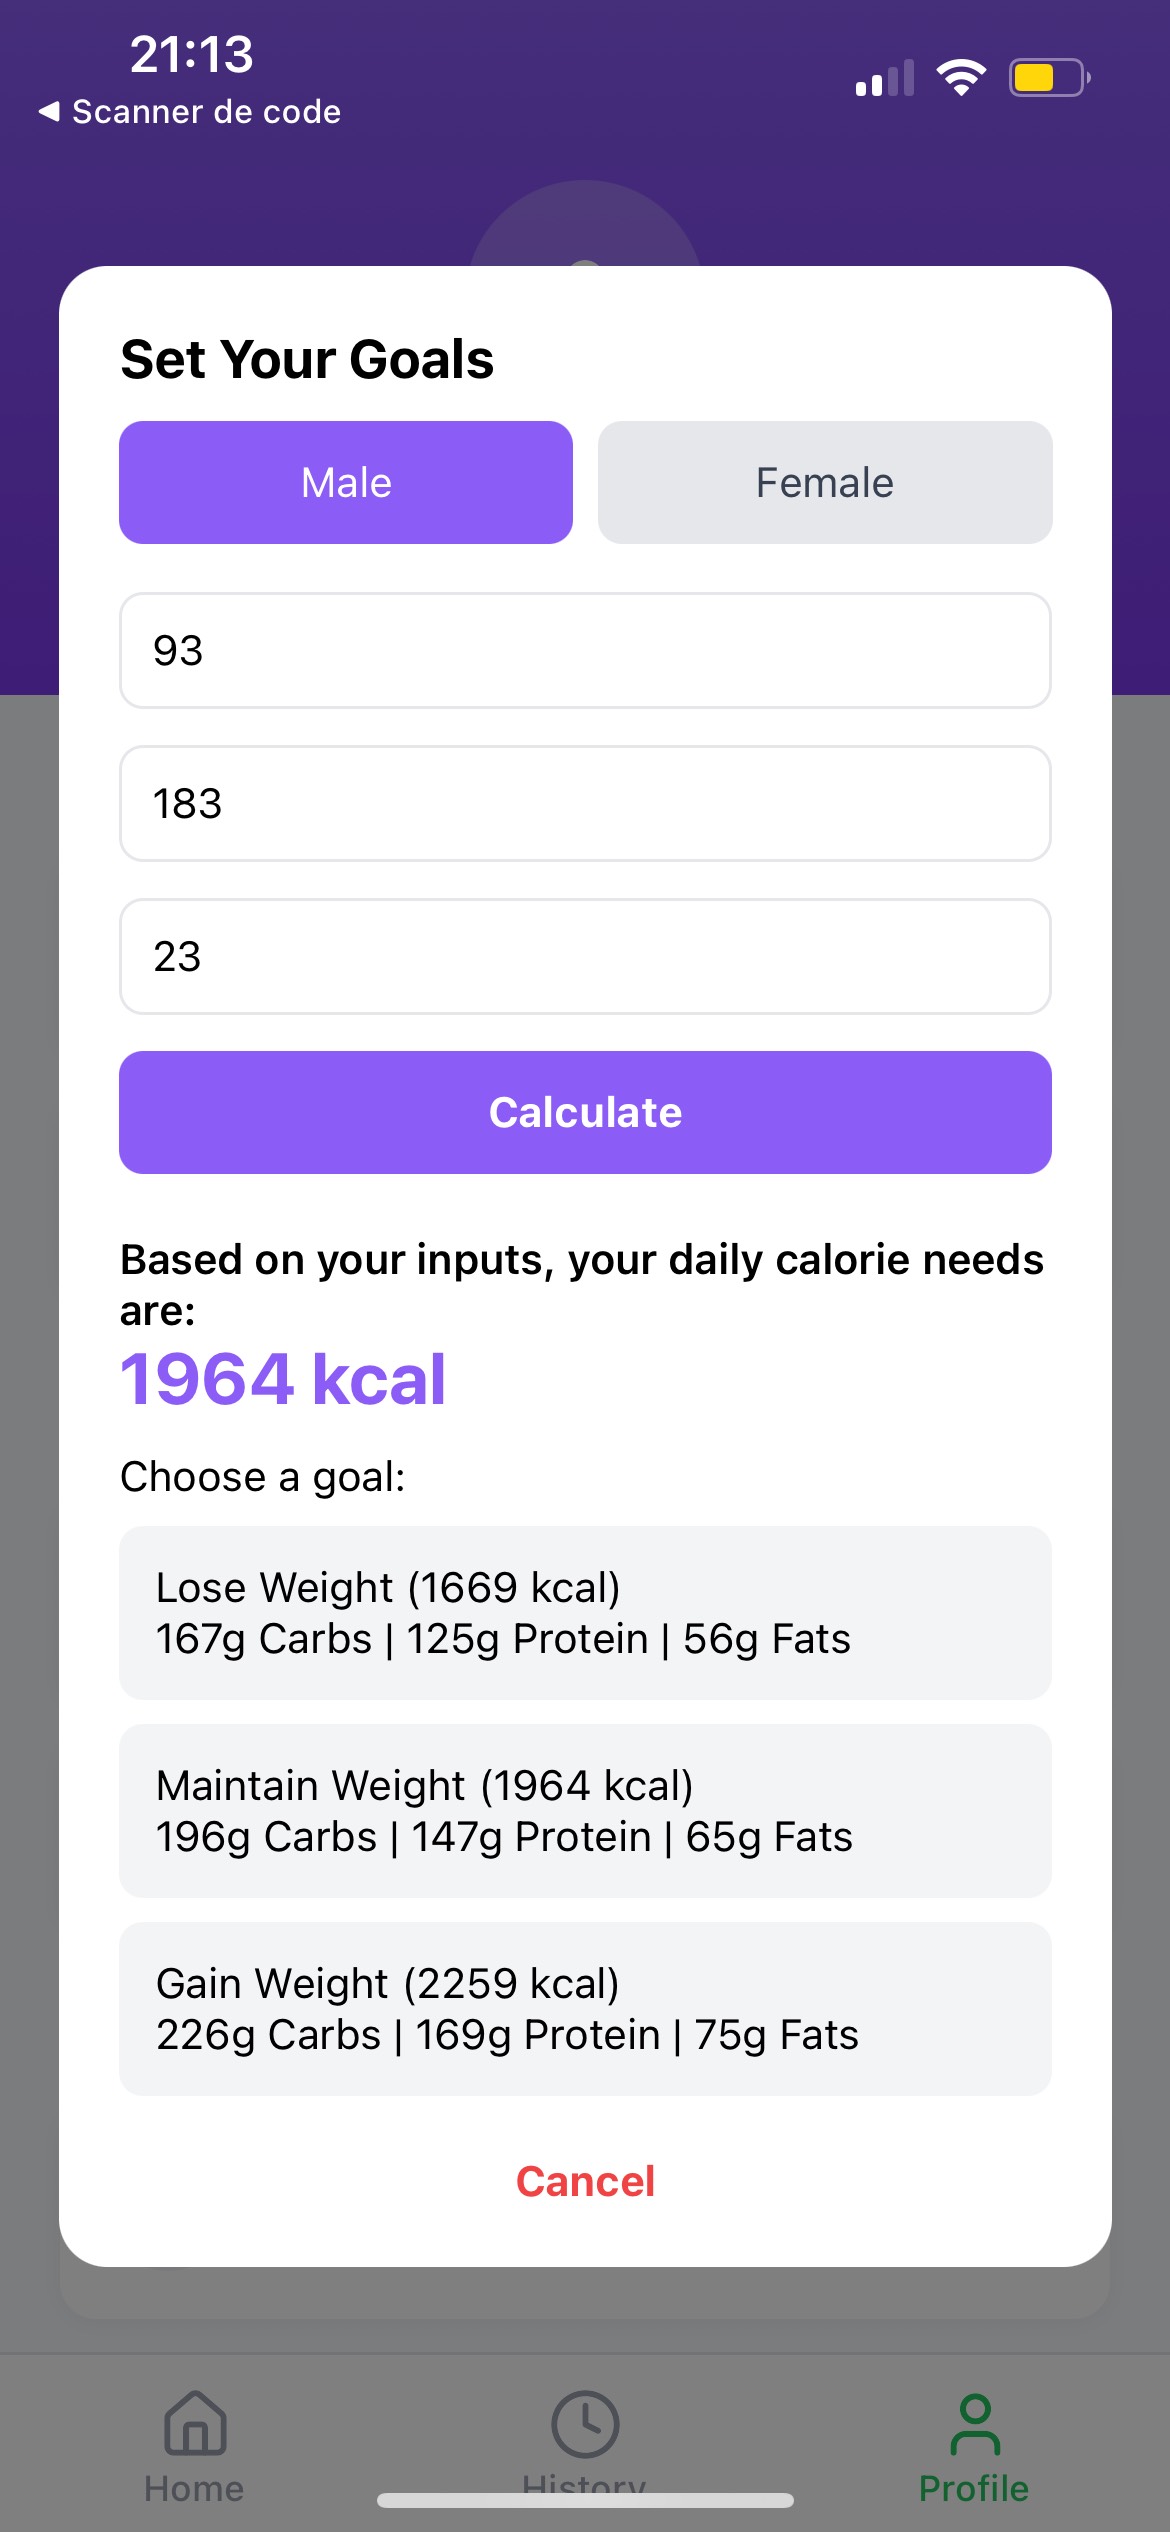 21:13
◀ Scanner de code
Set Your Goals
Male
Female
93
183
23
Calculate
Based on your inputs, your daily calorie needs
are:
1964 kcal
Choose a goal:
Lose Weight (1669 kcal)
167g Carbs | 125g Protein | 56g Fats
Maintain Weight (1964 kcal)
196g Carbs | 147g Protein | 65g Fats
Gain Weight (2259 kcal)
226g Carbs | 169g Protein | 75g Fats
Cancel
Home
History
Profile